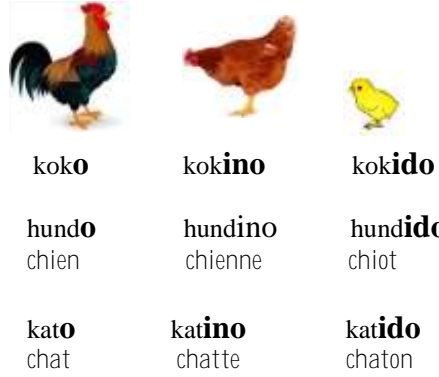 koko kokino kokido
hundo hundino hundido
chien chienne chiot
kato katino katido
chat chatte chaton